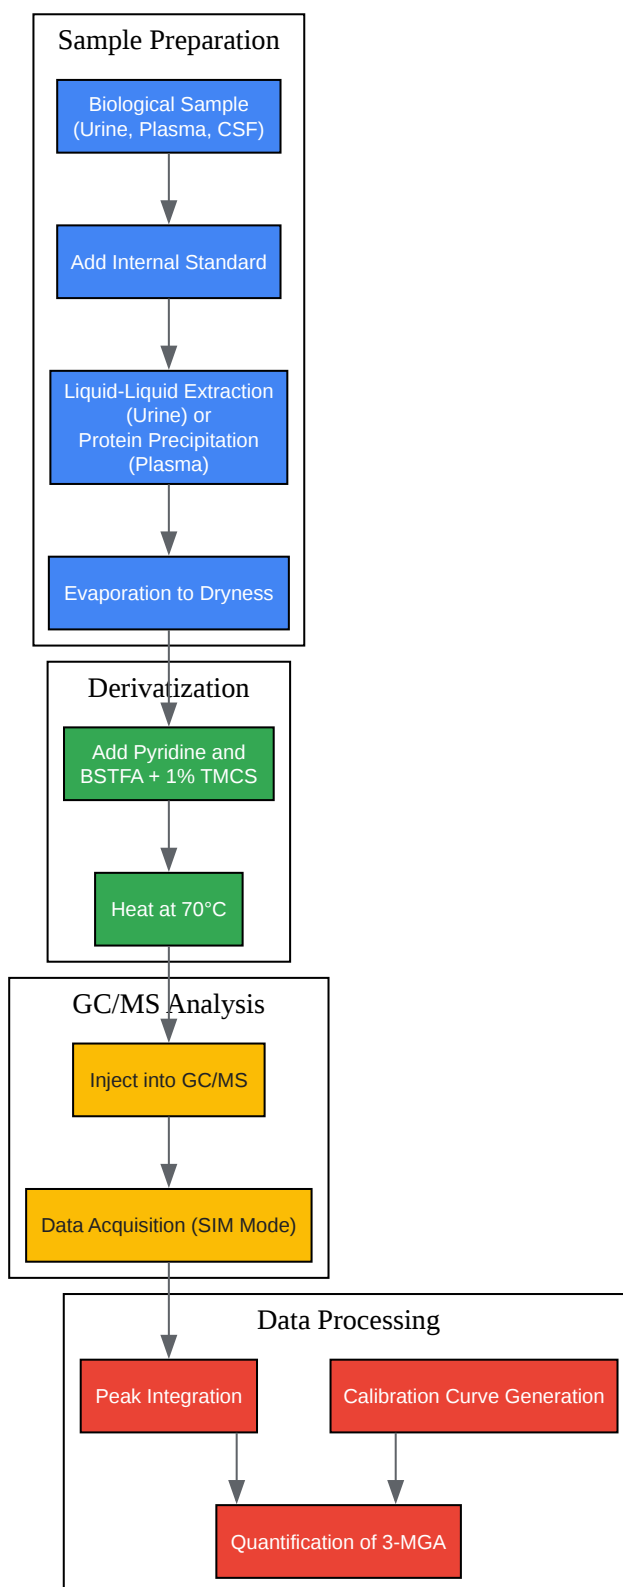 Sample Preparation
Biological Sample
(Urine, Plasma, CSF)
Add Internal Standard
Liquid-Liquid Extraction
(Urine) or
Protein Precipitation
(Plasma)
Evaporation to Dryness
Derivatization
Add Pyridine and
BSTFA + 1% TMCS
Heat at 70°C
GC/MS Analysis
Inject into GC/MS
Data Acquisition (SIM Mode)
Data Processing
Peak Integration
Calibration Curve Generation
Quantification of 3-MGA